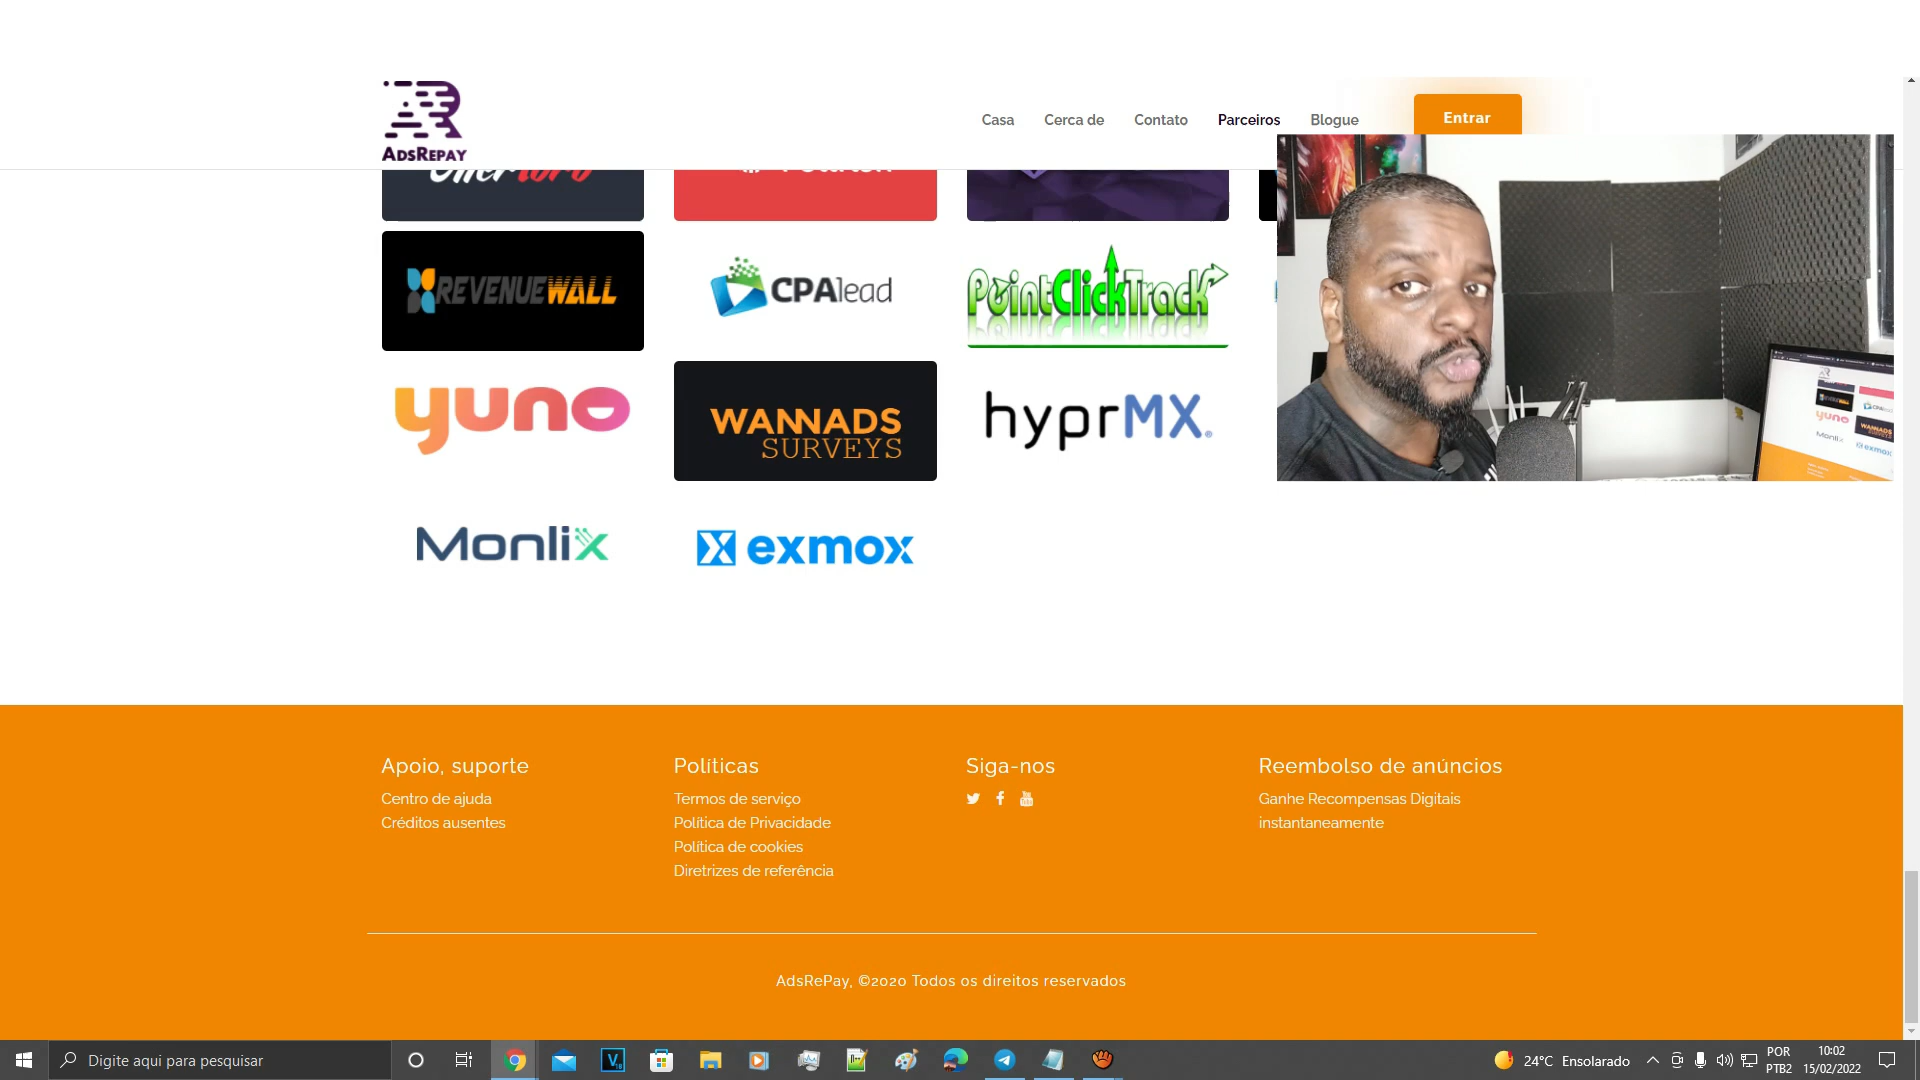 ADSREPAY
Casa
Cerca de
Contato
Parceiros
Blogue
Entrar
REVENUEWALL
CPAlead
PointClickTrack
yuno
WANNADS
SURVEYS
hyprMX®
Monlix
exmox
Apoio, suporte
Centro de ajuda
Créditos ausentes
Políticas
Termos de serviço
Política de Privacidade
Política de cookies
Diretrizes de referência
Siga-nos
Reembolso de anúncios
Ganhe Recompensas Digitais
instantaneamente
AdsRePay, ©2020 Todos os direitos reservados
Digite aqui para pesquisar
24°C Ensolarado
POR
PTB2
10:02
15/02/2022